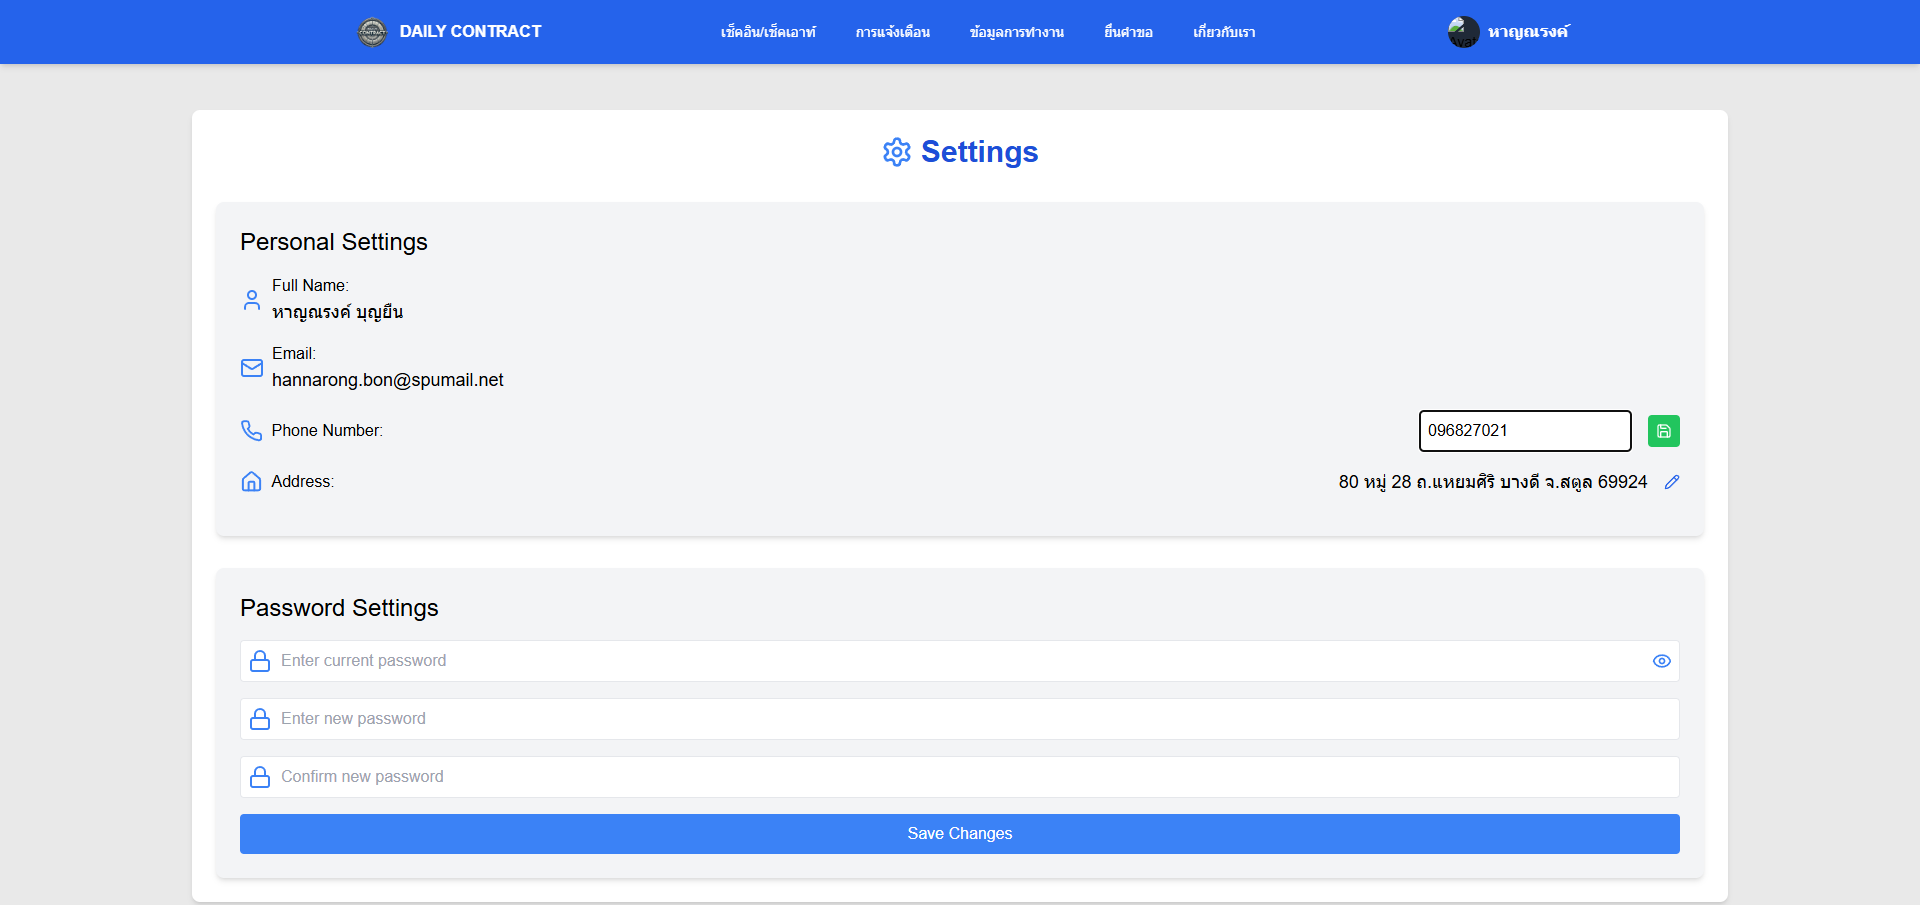 DAILY CONTRACT
เช็คอิน/เช็คเอาท์
การแจ้งเตือน
ข้อมูลการทำงาน
ยื่นคำขอ
เกี่ยวกับเรา
หาญณรงค์
Settings
Personal Settings
Full Name:
หาญณรงค์ บุญยืน
Email:
hannarong.bon@spumail.net
Phone Number:
096827021
Address:
80 หมู่ 28 ถ.แหยมศิริ บางดี จ.สตูล 69924
Password Settings
Enter current password
Enter new password
Confirm new password
Save Changes